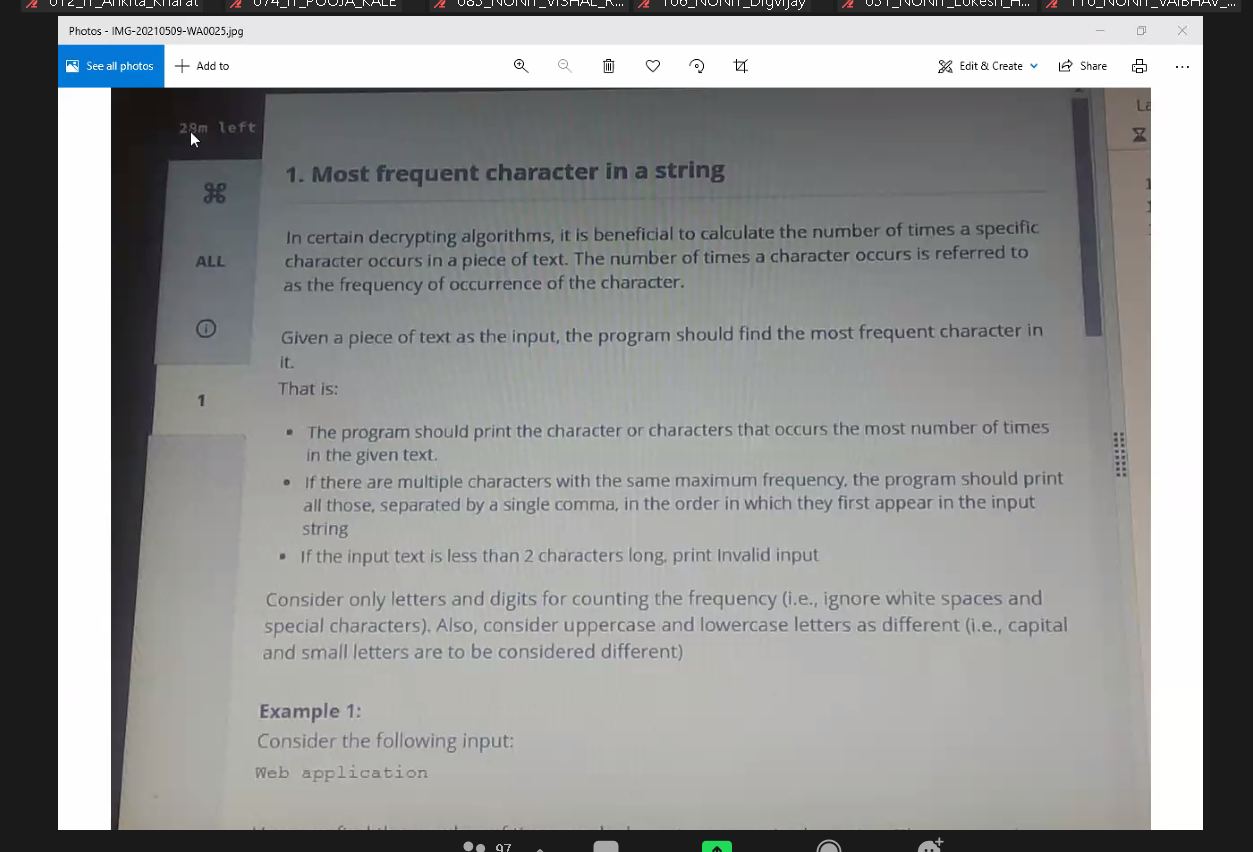 012_IT_Ankita_Kharat
074_IT_POOJA_KALE
085_NONIT_VISHAL_R...
106_NONIT_Digvijay
051_NONIT_Lokesh_H...
110_NONIT_VAIBHAV_...
Photos - IMG-20210509-WA0025.jpg
See all photos
Add to
Edit & Create
Share
28m left
1. Most frequent character in a string
In certain decrypting algorithms, it is beneficial to calculate the number of times a specific
character occurs in a piece of text. The number of times a character occurs is referred to
as the frequency of occurrence of the character.
ALL
Given a piece of text as the input, the program should find the most frequent character in
it.
That is:
1
The program should print the character or characters that occurs the most number of times
in the given text.
If there are multiple characters with the same maximum frequency, the program should print
all those, separated by a single comma, in the order in which they first appear in the input
string
If the input text is less than 2 characters long, print Invalid input
Consider only letters and digits for counting the frequency (i.e., ignore white spaces and
special characters). Also, consider uppercase and lowercase letters as different (i.e., capital
and small letters are to be considered different)
Example 1:
Consider the following input:
Web application
97